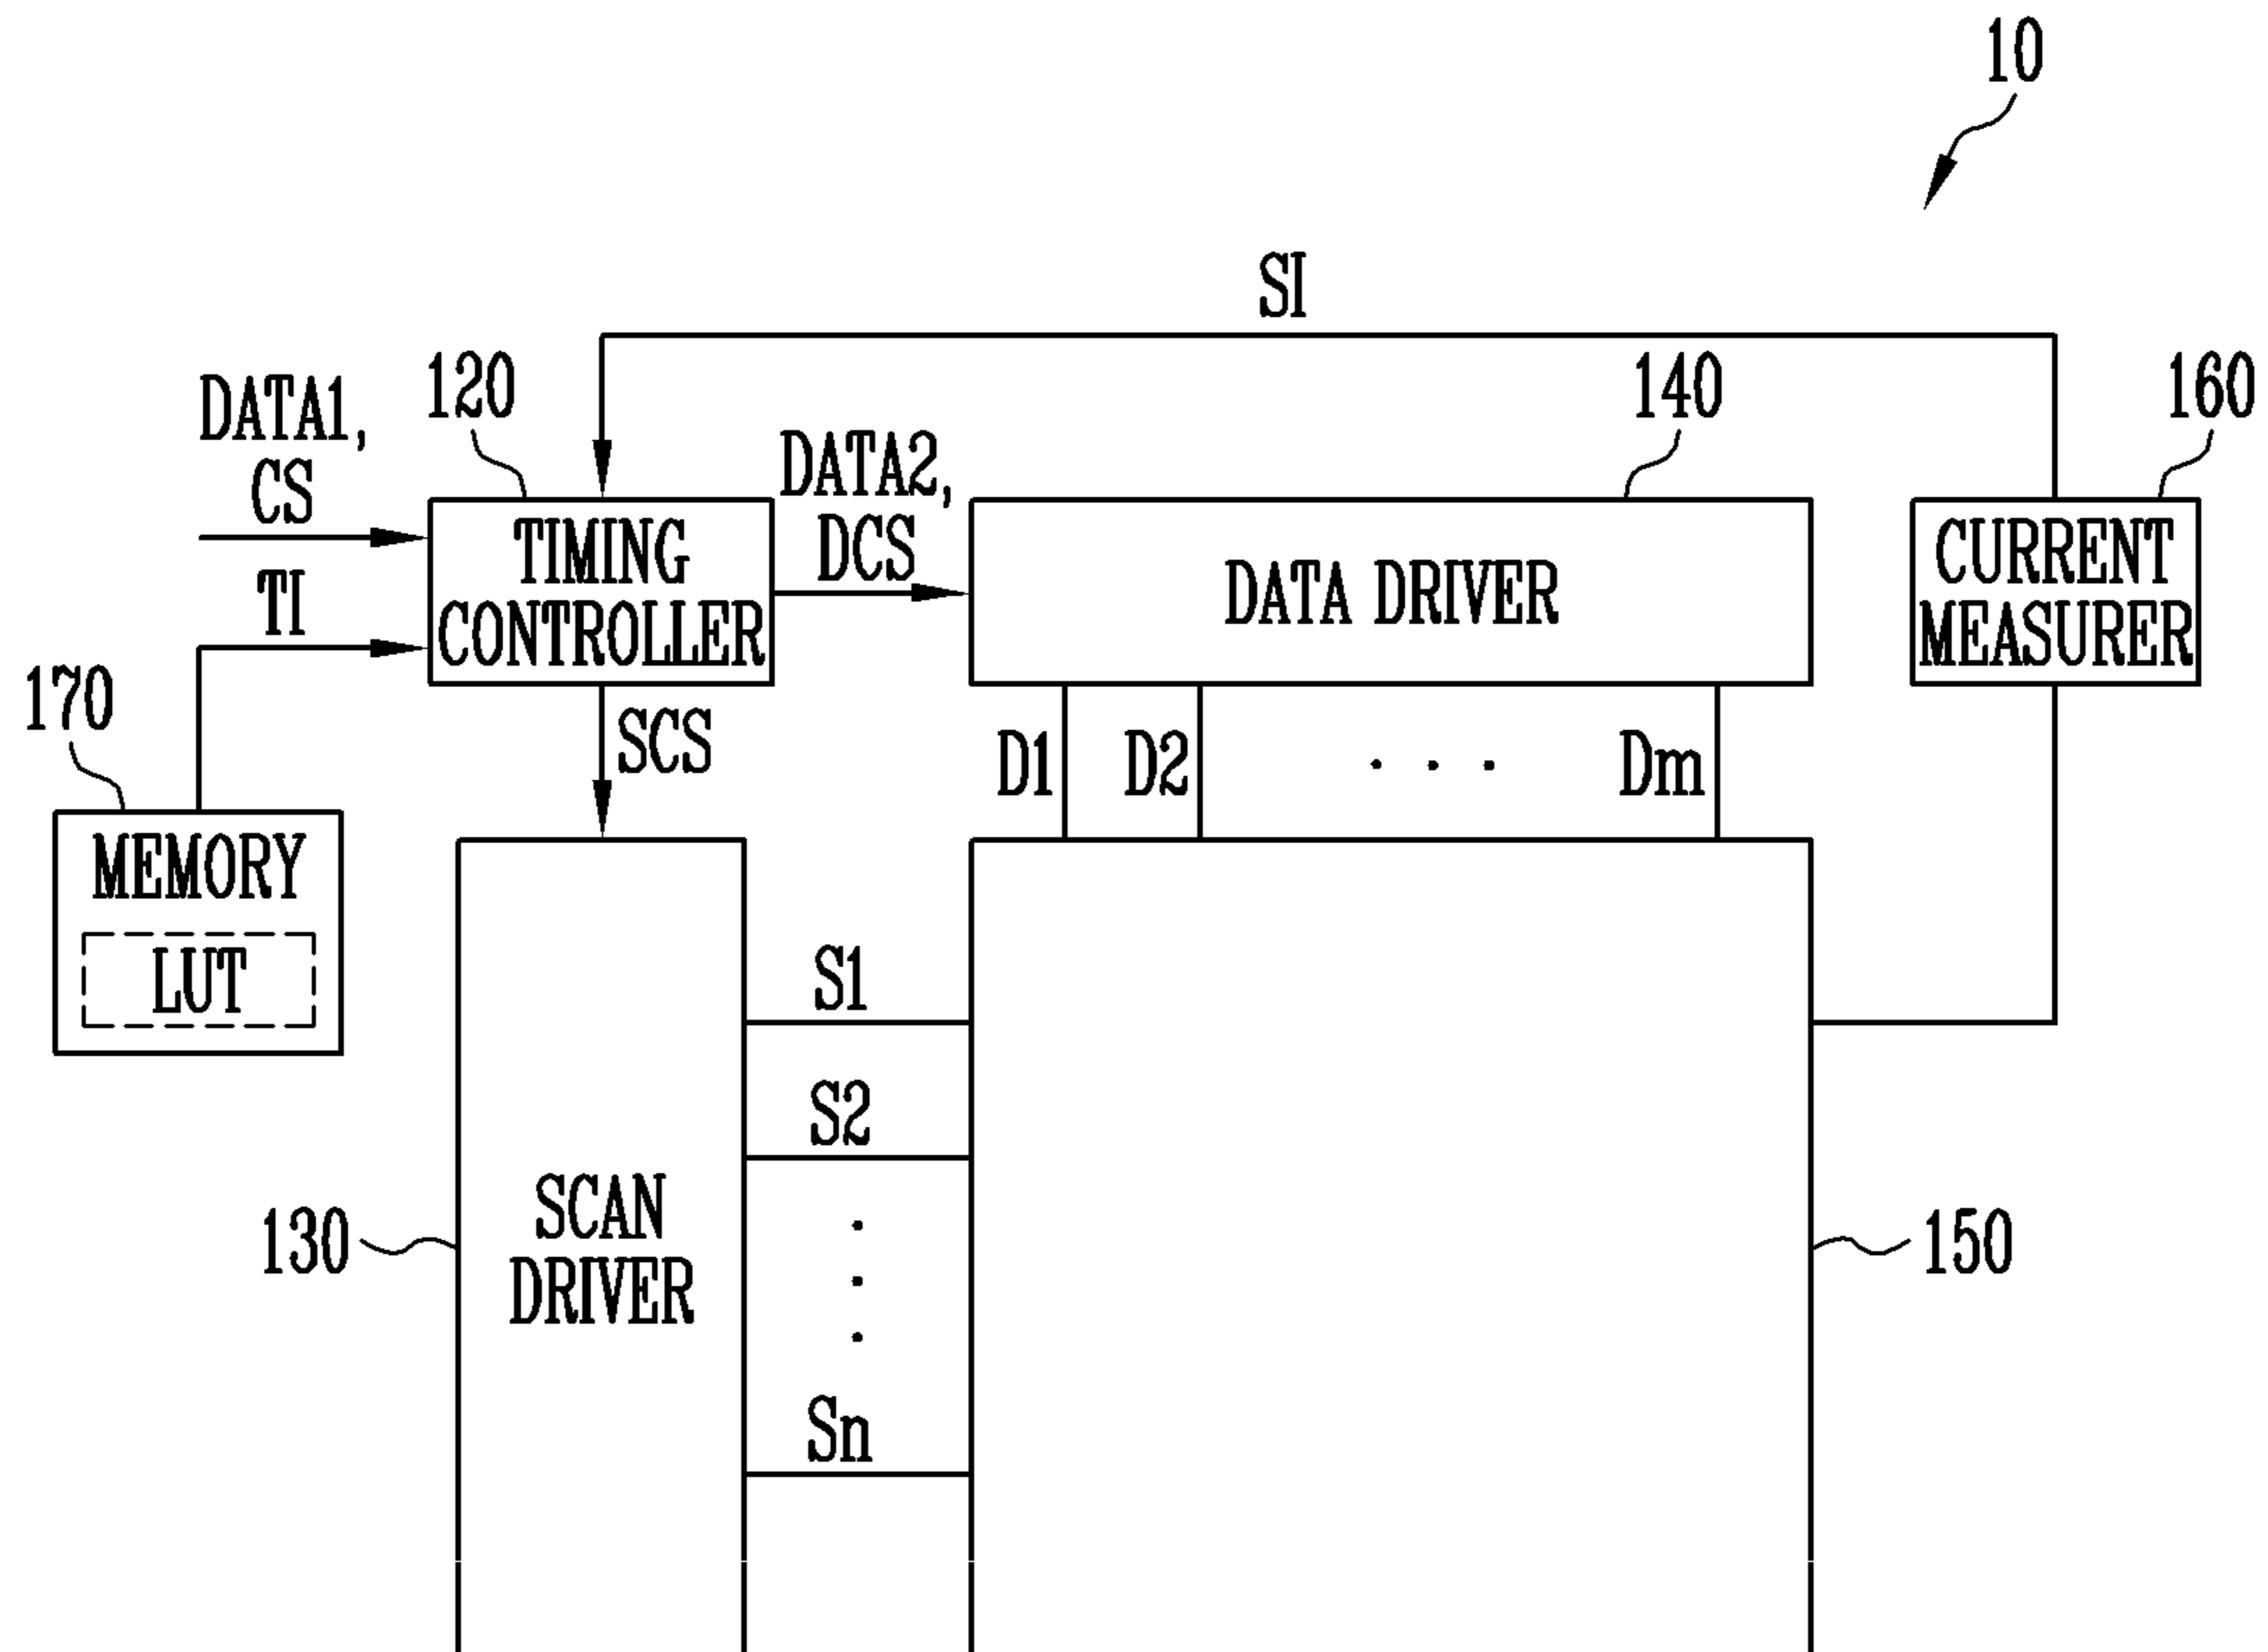 10
SI
120
140
160
DATA1,
CS
DATA2,
DCS
TIMING
CONTROLLER
DATA DRIVER
CURRENT
MEASURER
TI
170
SCS
D1
D2
. . .
Dm
MEMORY
LUT
S1
S2
Sn
SCAN
DRIVER
130
150